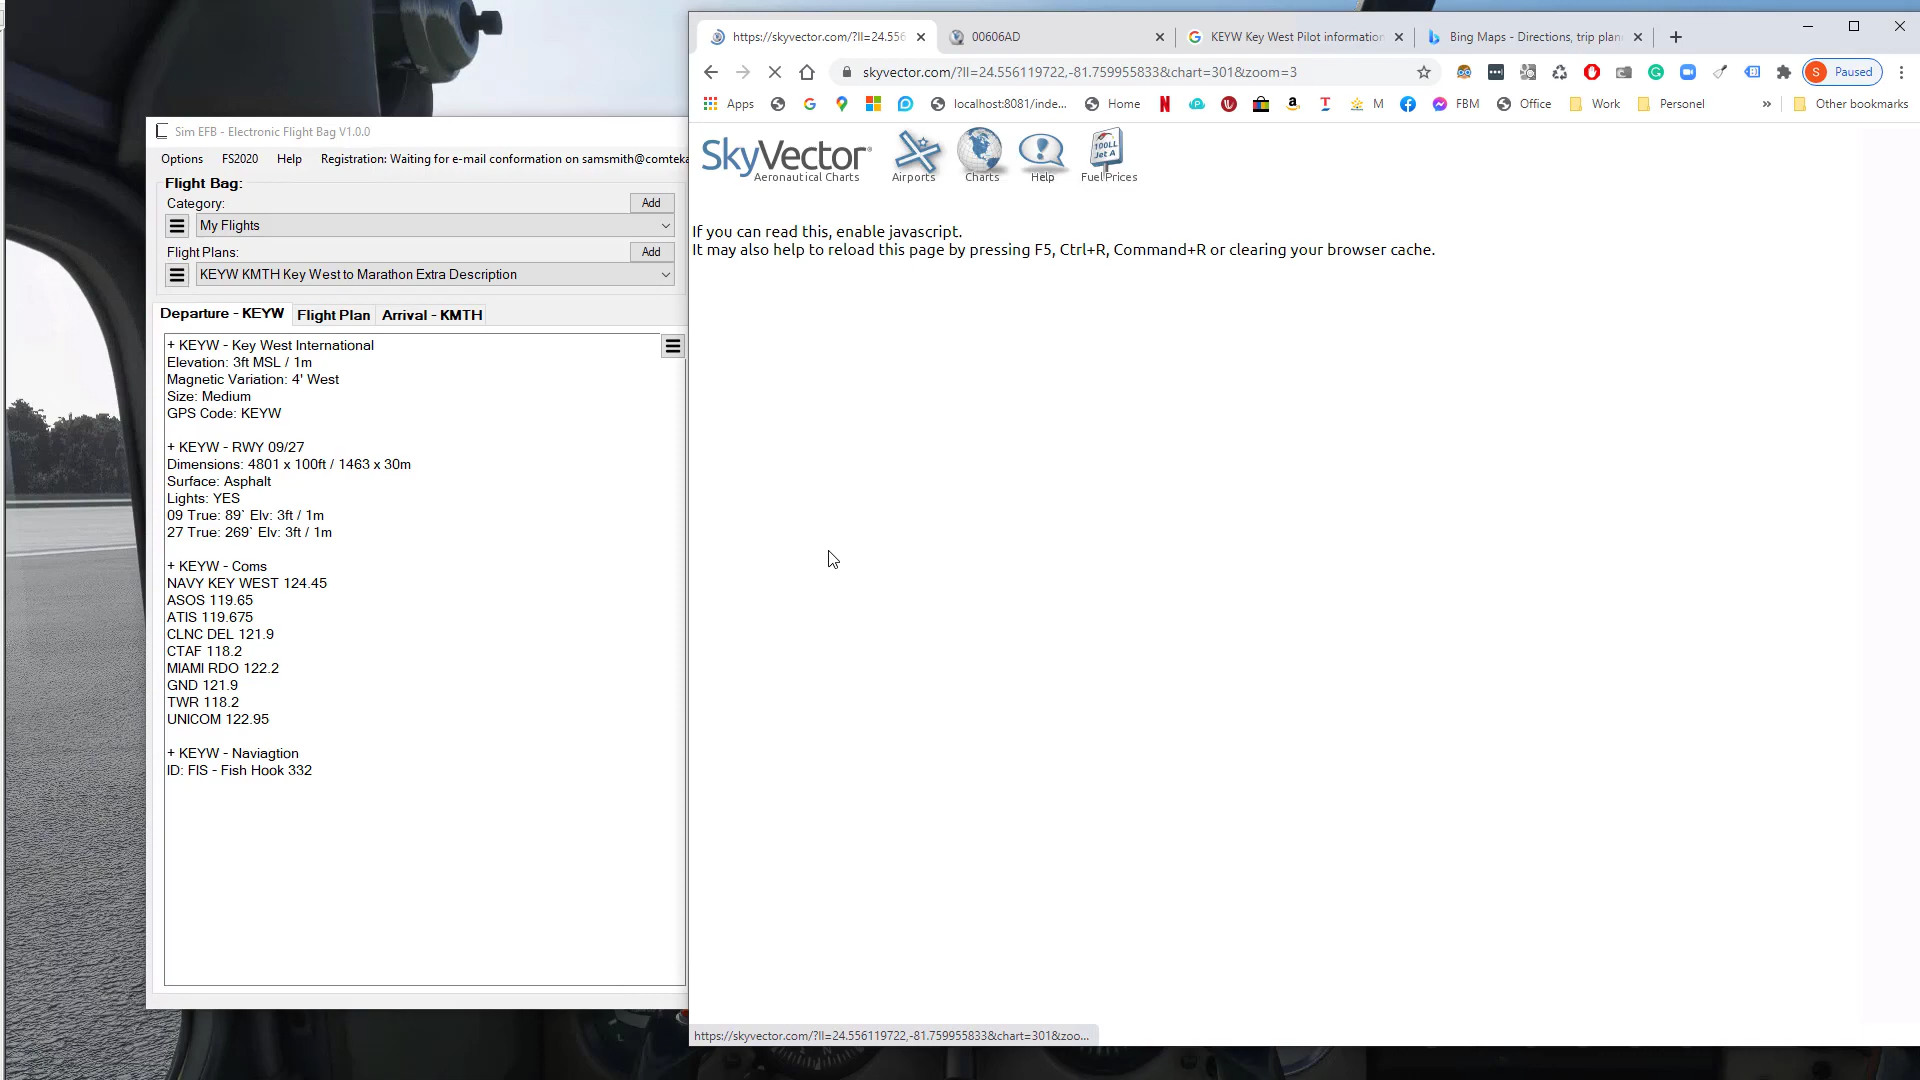 https://skyvector.com/?ll=24.556
00606AD
KEYW Key West Pilot information
Bing Maps - Directions, trip plan
skyvector.com/?ll=24.556119722,-81.759955833&chart=301&zoom=3
S Paused
Apps
localhost:8081/inde...
Home
M
FBM
Office
Work
Personel
»
Other bookmarks
SkyVector
Aeronautical Charts
Airports
Charts
Help
100LL
Jet A
Fuel Prices
If you can read this, enable javascript.
It may also help to reload this page by pressing F5, Ctrl+R, Command+R or clearing your browser cache.
https://skyvector.com/?ll=24.556119722,-81.759955833&chart=301&zoo...
Sim EFB - Electronic Flight Bag V1.0.0
Options FS2020 Help Registration: Waiting for e-mail conformation on samsmith@comteka
Flight Bag:
Category:
Add
My Flights
Flight Plans:
Add
KEYW KMTH Key West to Marathon Extra Description
Departure - KEYW Flight Plan Arrival - KMTH
+ KEYW - Key West International
Elevation: 3ft MSL / 1m
Magnetic Variation: 4' West
Size: Medium
GPS Code: KEYW
+ KEYW - RWY 09/27
Dimensions: 4801 x 100ft / 1463 x 30m
Surface: Asphalt
Lights: YES
09 True: 89` Elv: 3ft / 1m
27 True: 269` Elv: 3ft / 1m
+ KEYW - Coms
NAVY KEY WEST 124.45
ASOS 119.65
ATIS 119.675
CLNC DEL 121.9
CTAF 118.2
MIAMI RDO 122.2
GND 121.9
TWR 118.2
UNICOM 122.95
+ KEYW - Naviagtion
ID: FIS - Fish Hook 332